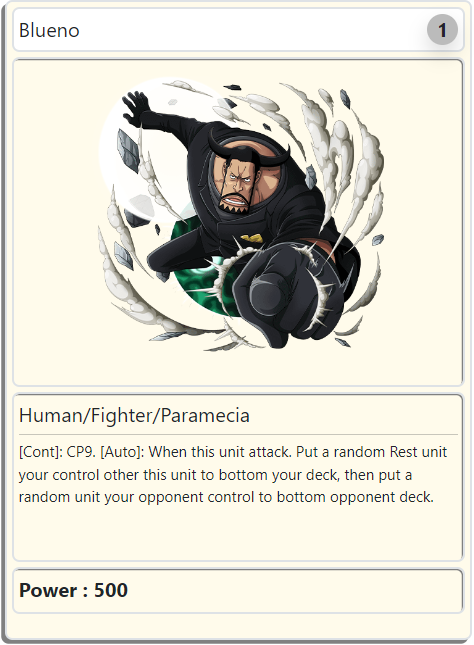 Blueno
1
Human/Fighter/Paramecia
[Cont]: CP9. [Auto]: When this unit attack. Put a random Rest unit
your control other this unit to bottom your deck, then put a
random unit your opponent control to bottom opponent deck.
Power : 500